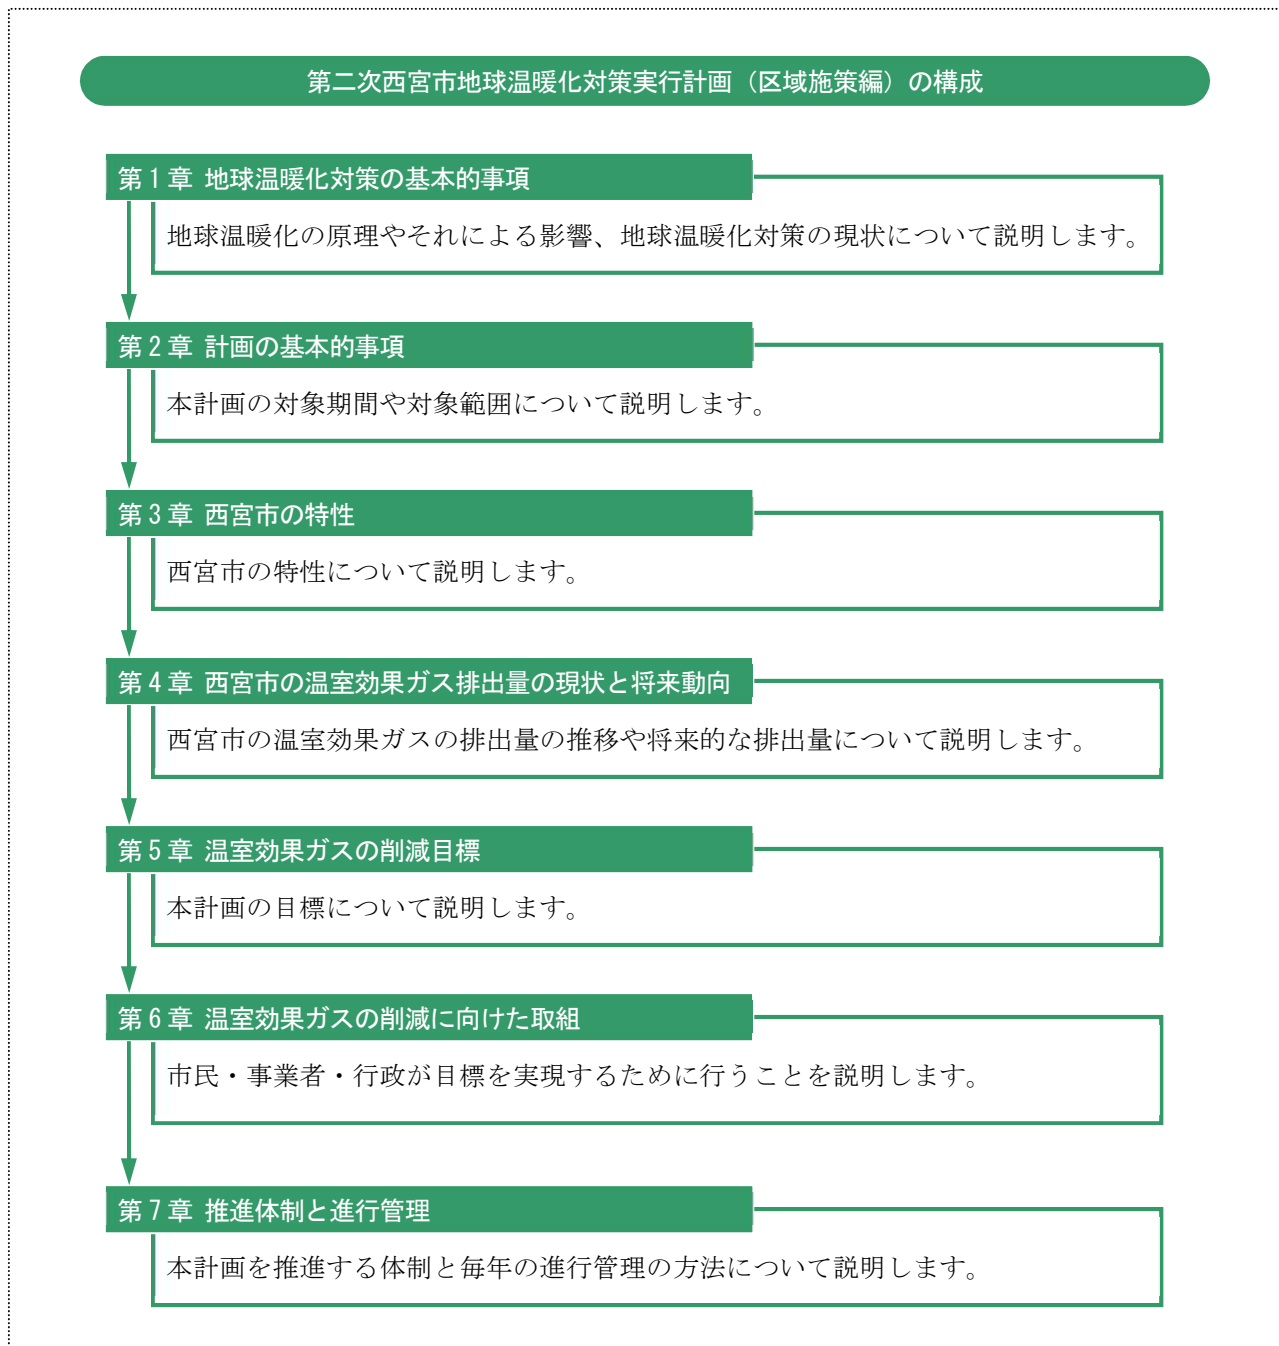 第二次西宮市地球温暖化対策実行計画（区域施策編）の構成
第１章 地球温暖化対策の基本的事項
地球温暖化の原理やそれによる影響、地球温暖化対策の現状について説明します。
第２章 計画の基本的事項
本計画の対象期間や対象範囲について説明します。
第３章 西宮市の特性
西宮市の特性について説明します。
第４章 西宮市の温室効果ガス排出量の現状と将来動向
西宮市の温室効果ガスの排出量の推移や将来的な排出量について説明します。
第５章 温室効果ガスの削減目標
本計画の目標について説明します。
第６章 温室効果ガスの削減に向けた取組
市民・事業者・行政が目標を実現するために行うことを説明します。
第７章 推進体制と進行管理
本計画を推進する体制と毎年の進行管理の方法について説明します。